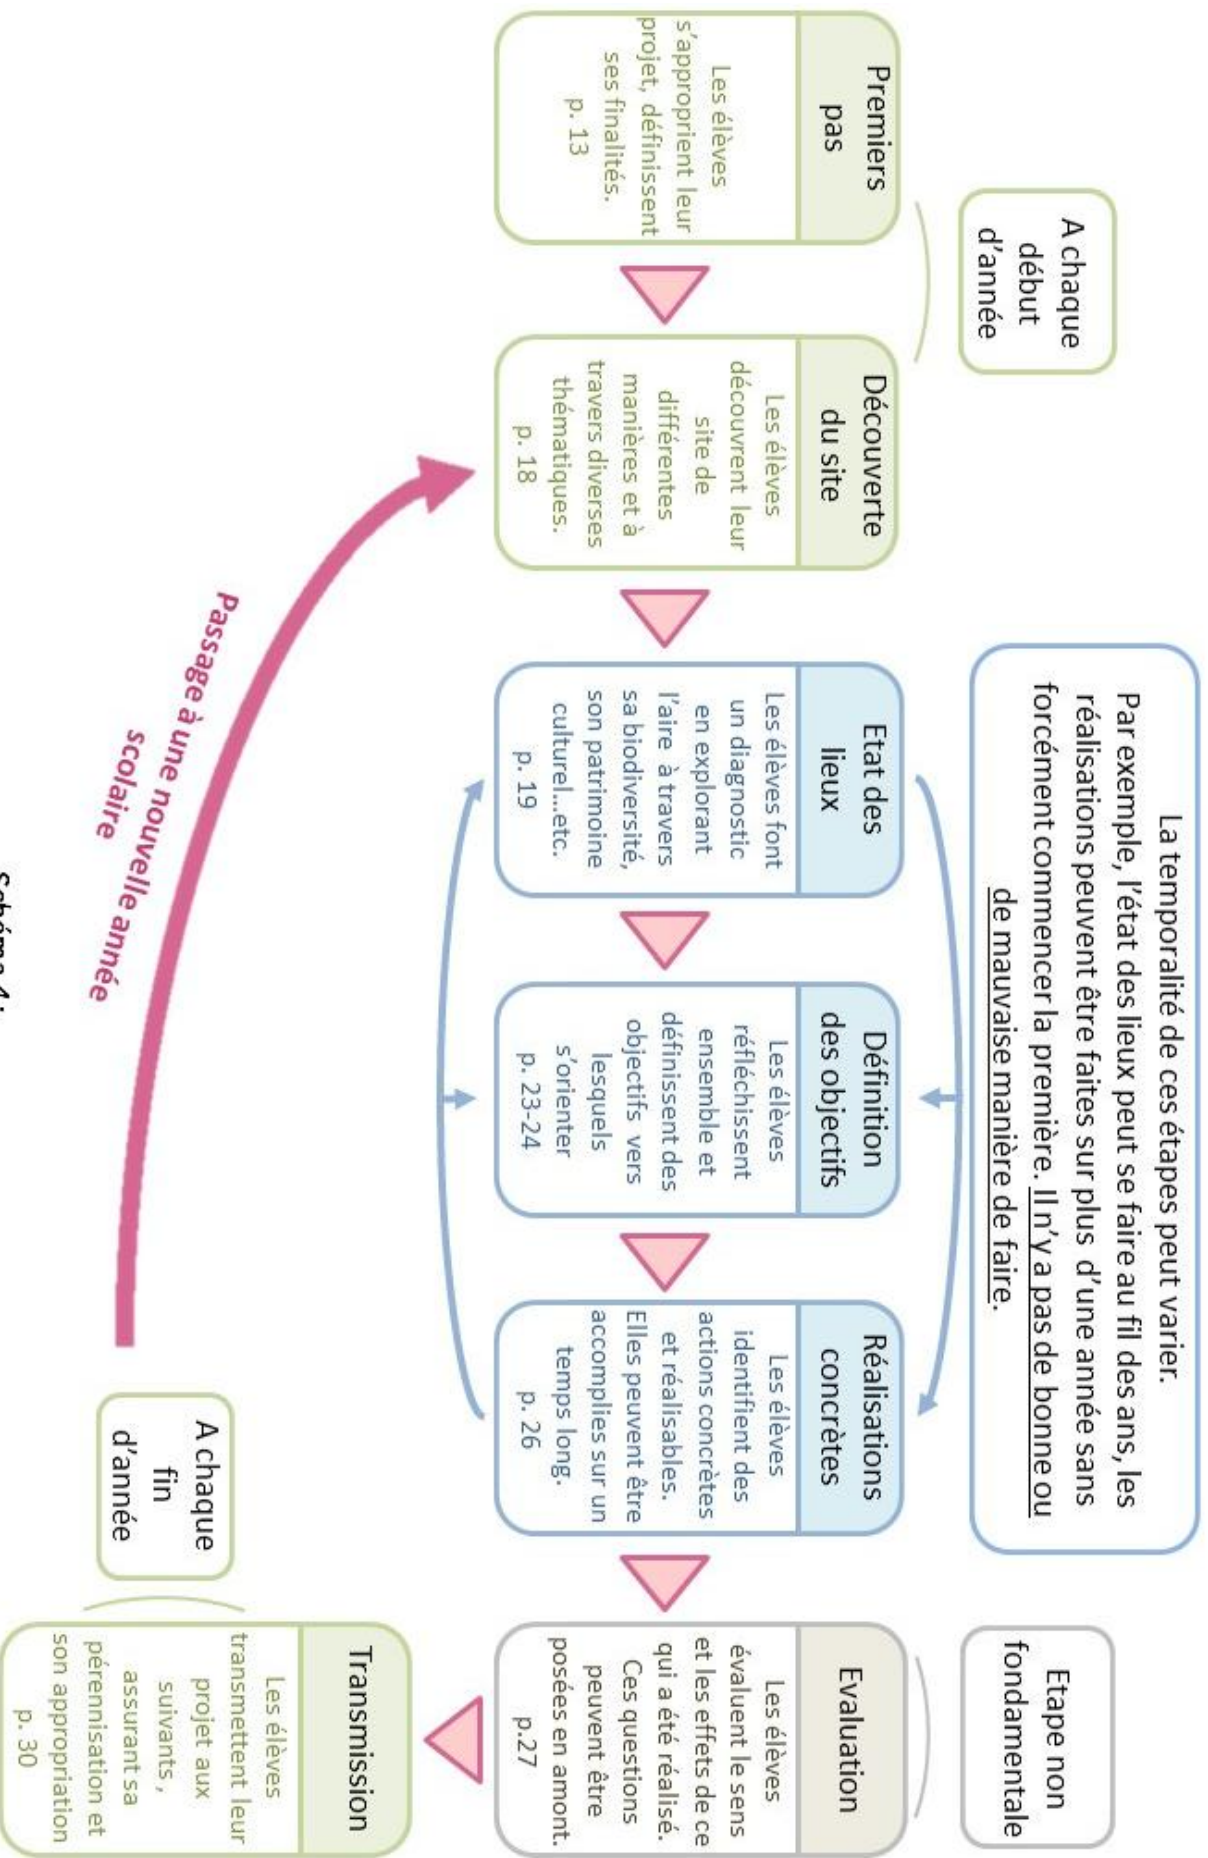 La temporalité de ces étapes peut varier.
Par exemple, l'état des lieux peut se faire au fil des ans, les
réalisations peuvent être faites sur plus d'une année sans
forcément commencer la première. Il n'y a pas de bonne ou
de mauvaise manière de faire.
A chaque
début
d'année
Etape non
fondamentale
Premiers
pas
Les élèves
s'approprient leur
projet, définissent
ses finalités.
p. 13
Découverte
du site
Les élèves
découvrent leur
site de
différentes
manières et à
travers diverses
thématiques.
p. 18
Etat des
lieux
Les élèves font
un diagnostic
en explorant
l'aire à travers
sa biodiversité,
son patrimoine
culturel...etc.
p. 19
Définition
des objectifs
Les élèves
réfléchissent
ensemble et
définissent des
objectifs vers
lesquels
s'orienter
p. 23-24
Réalisations
concrètes
Les élèves
identifient des
actions concrètes
et réalisables.
Elles peuvent être
accomplies sur un
temps long.
p. 26
Evaluation
Les élèves
évaluent le sens
et les effets de ce
qui a été réalisé.
Ces questions
peuvent être
posées en amont.
p.27
Passage à une nouvelle année
scolaire
A chaque
fin
d'année
Transmission
Les élèves
transmettent leur
projet aux
suivants,
assurant sa
pérennisation et
son appropriation
p. 30